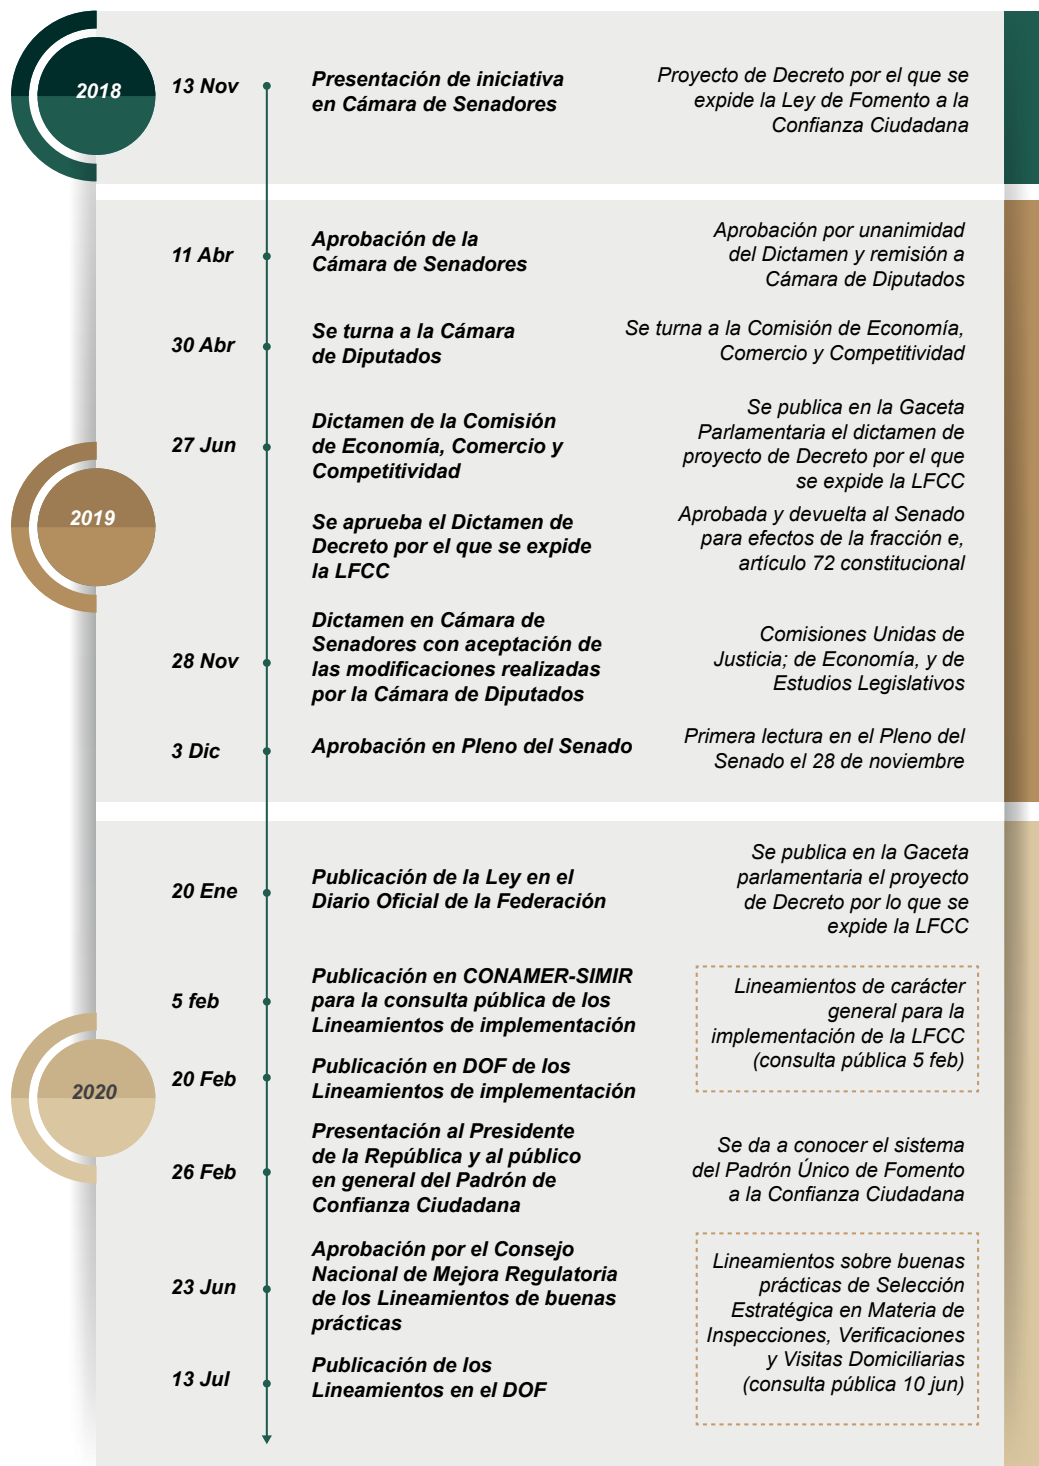 2018
13 Nov
Presentación de iniciativa
en Cámara de Senadores
Proyecto de Decreto por el que se
expide la Ley de Fomento a la
Confianza Ciudadana
2019
11 Abr
Aprobación de la
Cámara de Senadores
Aprobación por unanimidad
del Dictamen y remisión a
Cámara de Diputados
30 Abr
Se turna a la Cámara
de Diputados
Se turna a la Comisión de Economía,
Comercio y Competitividad
27 Jun
Dictamen de la Comisión
de Economía, Comercio y
Competitividad
Se publica en la Gaceta
Parlamentaria el dictamen de
proyecto de Decreto por el que
se expide la LFCC
Se aprueba el Dictamen de
Decreto por el que se expide
la LFCC
Aprobada y devuelta al Senado
para efectos de la fracción e,
artículo 72 constitucional
28 Nov
Dictamen en Cámara de
Senadores con aceptación de
las modificaciones realizadas
por la Cámara de Diputados
Comisiones Unidas de
Justicia; de Economía, y de
Estudios Legislativos
3 Dic
Aprobación en Pleno del Senado
Primera lectura en el Pleno del
Senado el 28 de noviembre
2020
20 Ene
Publicación de la Ley en el
Diario Oficial de la Federación
Se publica en la Gaceta
parlamentaria el proyecto
de Decreto por lo que se
expide la LFCC
5 feb
Publicación en CONAMER-SIMIR
para la consulta pública de los
Lineamientos de implementación
Lineamientos de carácter
general para la
implementación de la LFCC
(consulta pública 5 feb)
20 Feb
Publicación en DOF de los
Lineamientos de implementación
26 Feb
Presentación al Presidente
de la República y al público
en general del Padrón de
Confianza Ciudadana
Se da a conocer el sistema
del Padrón Único de Fomento
a la Confianza Ciudadana
23 Jun
Aprobación por el Consejo
Nacional de Mejora Regulatoria
de los Lineamientos de buenas
prácticas
Lineamientos sobre buenas
prácticas de Selección
Estratégica en Materia de
Inspecciones, Verificaciones
y Visitas Domiciliarias
(consulta pública 10 jun)
13 Jul
Publicación de los
Lineamientos en el DOF